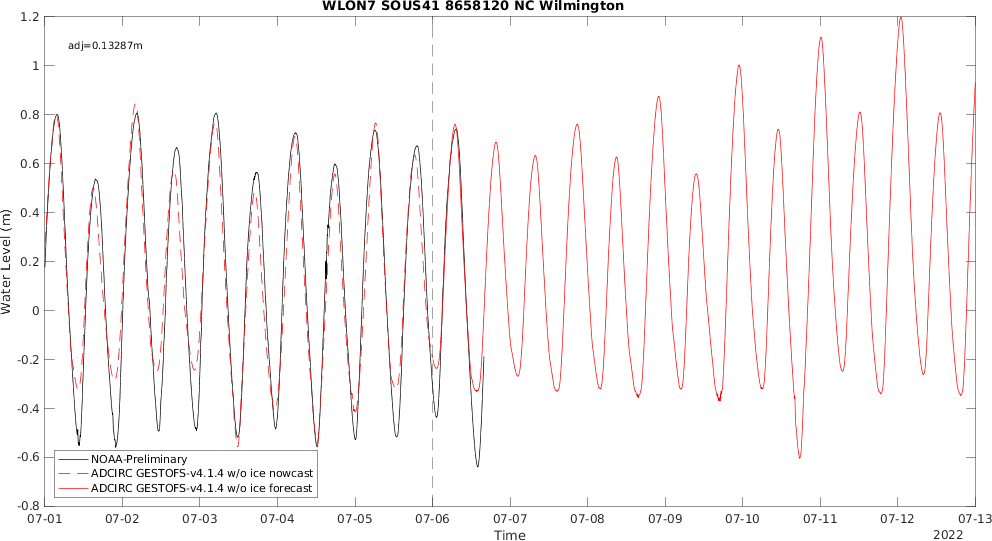 WLON7 SOUS41 8658120 NC Wilmington
adj=0.13287m
1.2
1
0.8
0.6
0.4
0.2
0
-0.2
-0.4
-0.6
-0.8
Water Level (m)
NOAA-Preliminary
ADCIRC GESTOFS-v4.1.4 w/o ice nowcast
ADCIRC GESTOFS-v4.1.4 w/o ice forecast
07-01 07-02 07-03 07-04 07-05 07-06 07-07 07-08 07-09 07-10 07-11 07-12 07-13
Time
2022